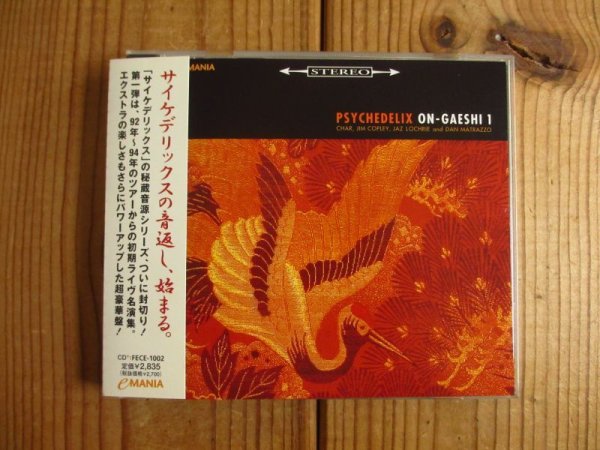 サイケデリックスの音返し、始まる。
「サイケデリックス」の秘蔵音源シリーズ、ついに封切り！
第一弾は、92年〜94年のツアーからの初期ライヴ名演集。
エクストラの楽しさもさらにパワーアップした超豪華盤！
CD*:FECE-1002
定価¥2,835
(税抜価格¥2,700)
eMANIA
MANIA
STEREO
PSYCHEDELIX ON-GAESHI 1
CHAR, JIM COPLEY, JAZ LOCHRIE and DAN MATRAZZO